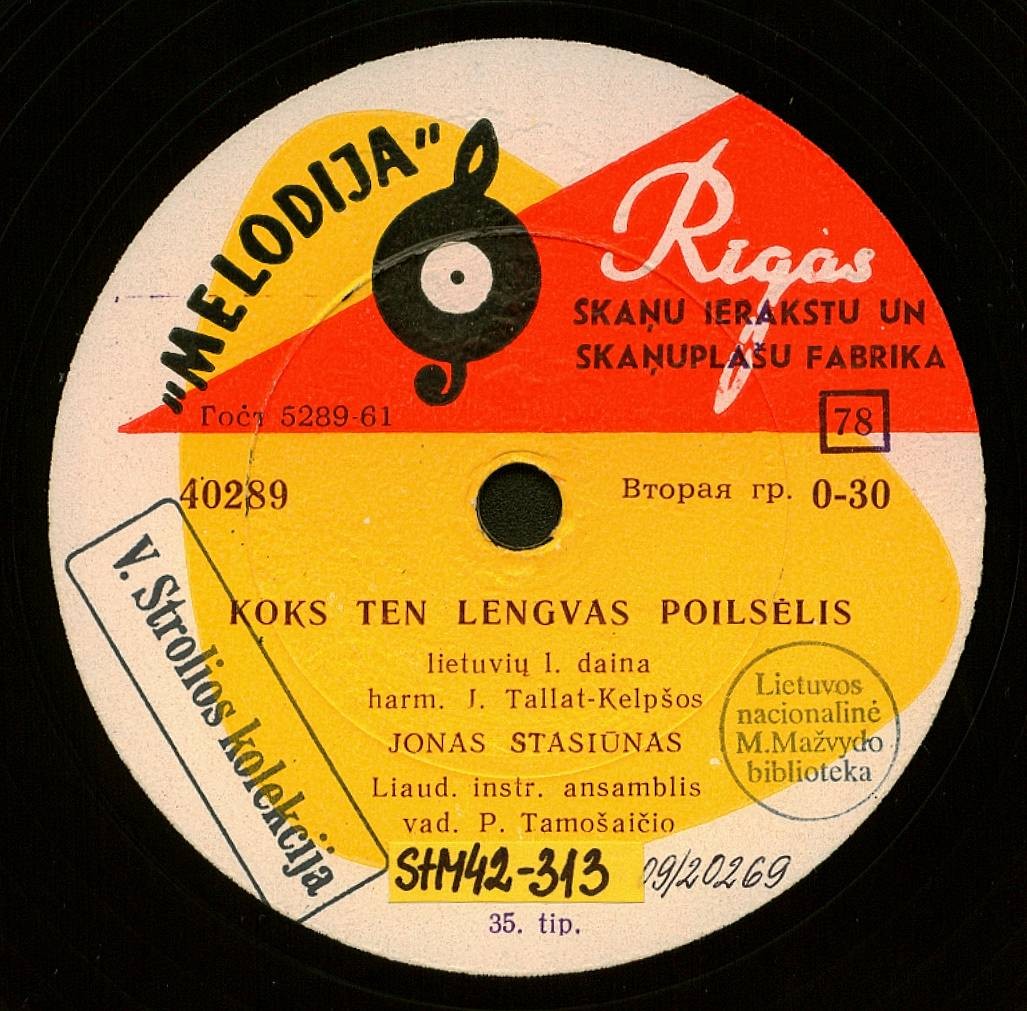 „MELODIJA"
Rīgas
SKAŅU IERAKSTU UN
SKAŅUPLAŠU FABRIKA
Гост 5289-61
78
40289
Вторая гр. 0-30
KOKS TEN LENGVAS POILSĖLIS
lietuvių l. daina
harm. J. Tallat-Kelpšos
JONAS STASIŪNAS
Liaud. instr. ansamblis
vad. P. Tamošaičio
V. Strolios kolekcija
Lietuvos
nacionalinė
M.Mažvydo
biblioteka
StM42-313
09/20269
35. tip.